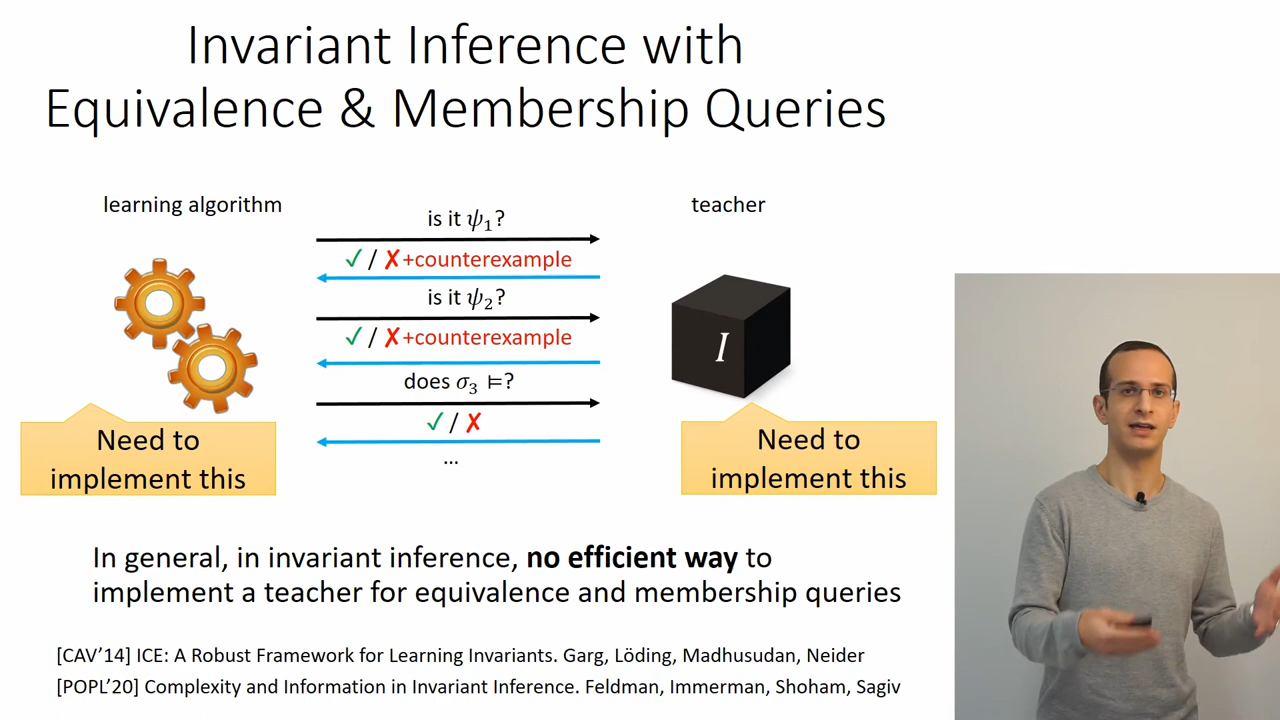 Invariant Inference with
Equivalence & Membership Queries
learning algorithm
teacher
is it ψ₁?
✓ / ✗+counterexample
is it ψ₂?
✓ / ✗+counterexample
does σ₃ ⊨?
✓ / ✗
...
I
Need to
implement this
Need to
implement this
In general, in invariant inference, no efficient way to
implement a teacher for equivalence and membership queries
[CAV'14] ICE: A Robust Framework for Learning Invariants. Garg, Löding, Madhusudan, Neider
[POPL'20] Complexity and Information in Invariant Inference. Feldman, Immerman, Shoham, Sagiv